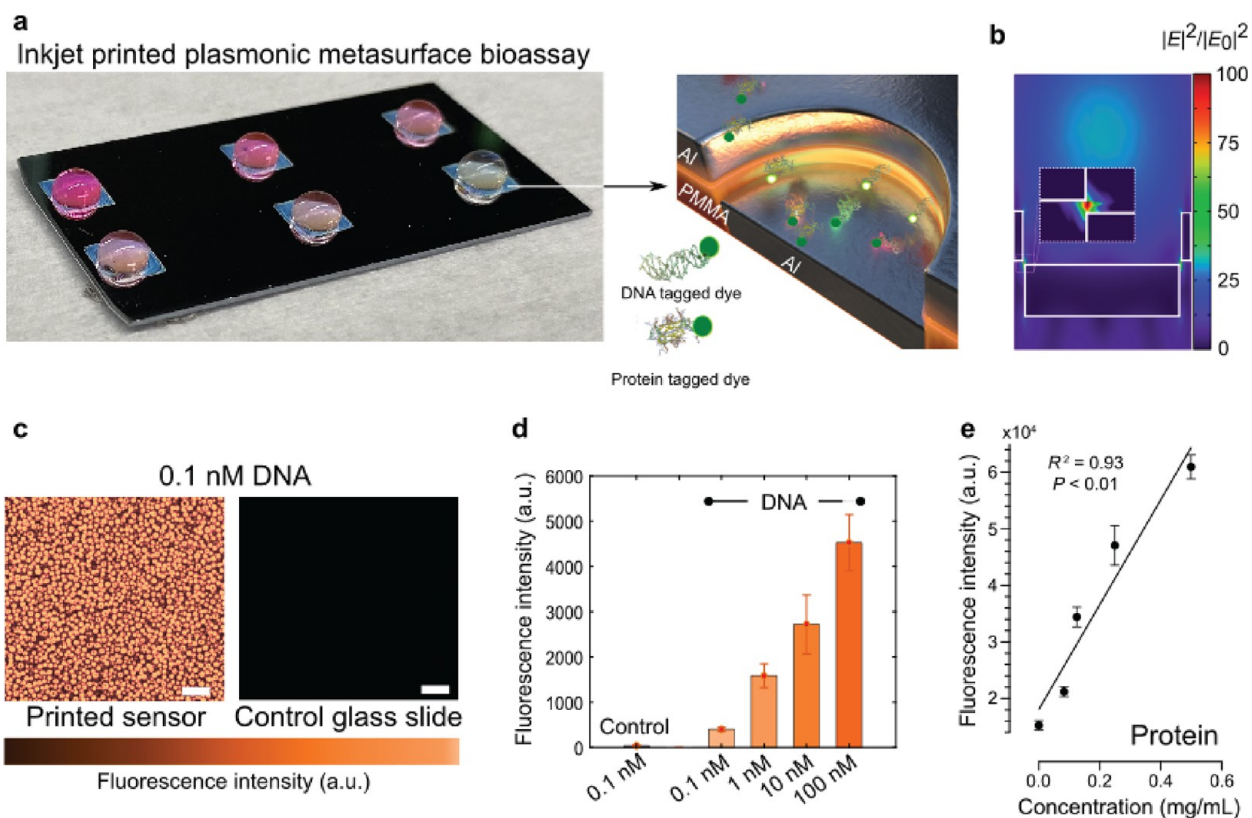 a
Inkjet printed plasmonic metasurface bioassay
Al
PMMA
Al
DNA tagged dye
Protein tagged dye
b
|E|²/|E₀|²
100
75
50
25
0
c
0.1 nM DNA
Printed sensor
Control glass slide
Fluorescence intensity (a.u.)
d
Fluorescence intensity (a.u.)
6000
5000
4000
3000
2000
1000
0
DNA
Control
0.1 nM
0.1 nM
1 nM
10 nM
100 nM
e
x10⁴
Fluorescence intensity (a.u.)
6
4
3
2
1
R² = 0.93
P < 0.01
Protein
0.0
0.2
0.4
0.6
Concentration (mg/mL)